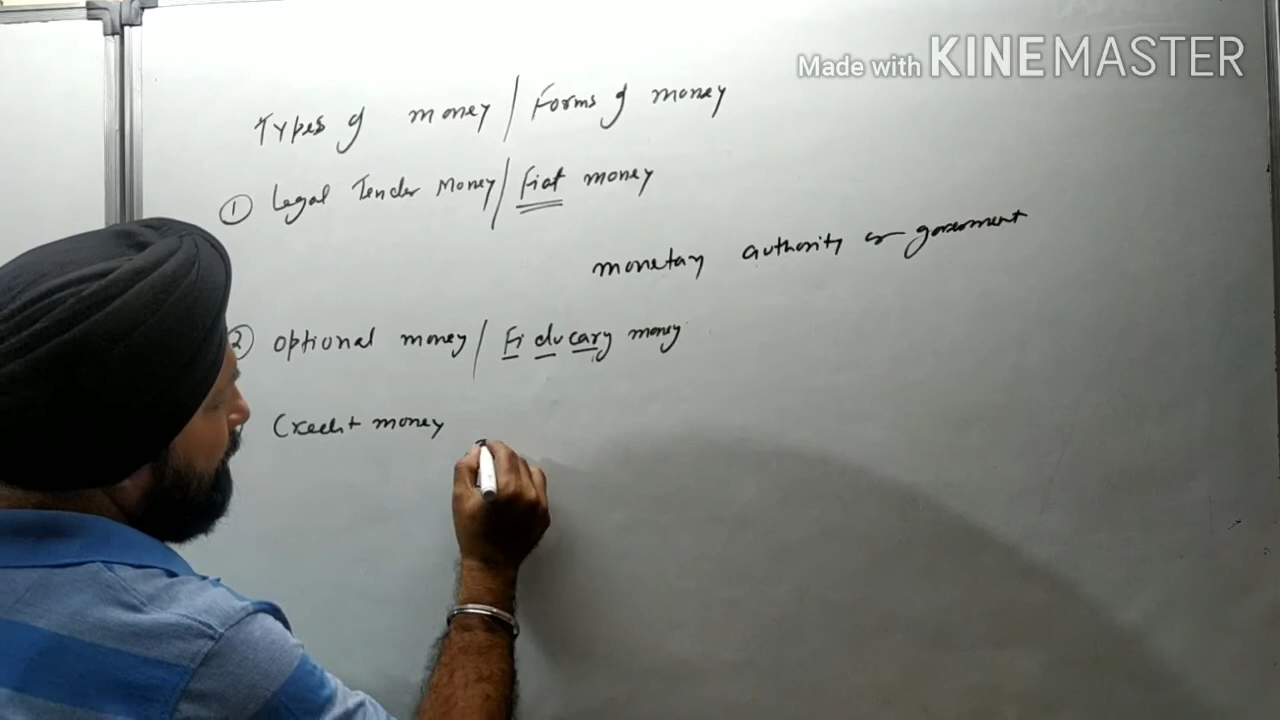 Made with KINEMASTER
Types of money / Forms of money
① Legal Tender Money / Fiat money
monetary authority or government
② optional money / Fiducary money
Credit money